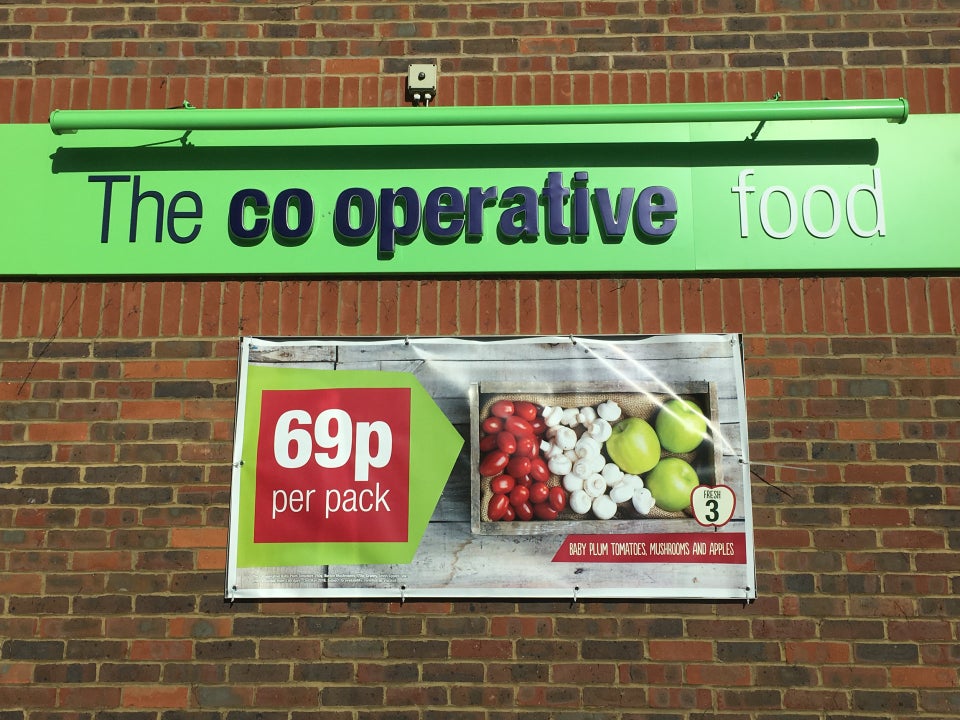 The co operative food
69p
per pack
FRESH
3
BABY PLUM TOMATOES, MUSHROOMS AND APPLES